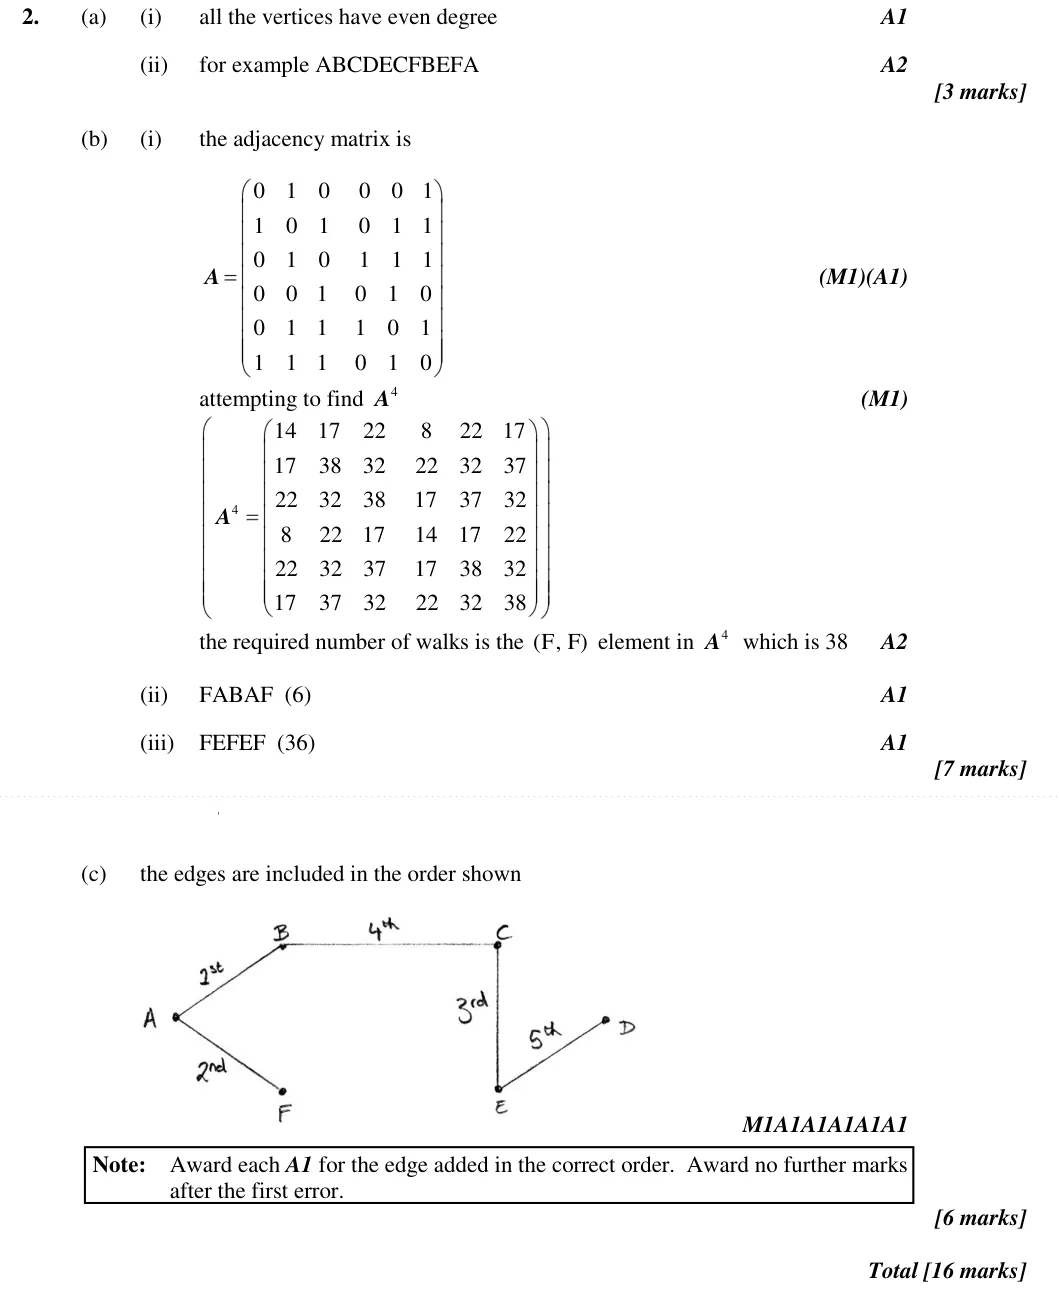 2. (a) (i) all the vertices have even degree A1
(ii) for example ABCDECFBEFA A2
[3 marks]
(b) (i) the adjacency matrix is
0 1 0 0 0 1
1 0 1 0 1 1
0 1 0 1 1 1
A =
(M1)(A1)
0 0 1 0 1 0
0 1 1 1 0 1
1 1 1 0 1 0
attempting to find A⁴ (M1)
14 17 22 8 22 17
17 38 32 22 32 37
22 32 38 17 37 32
A⁴ =
8 22 17 14 17 22
22 32 37 17 38 32
17 37 32 22 32 38
the required number of walks is the (F, F) element in A⁴ which is 38 A2
(ii) FABAF (6) A1
(iii) FEFEF (36) A1
[7 marks]
(c) the edges are included in the order shown
B 4th C
1st
A 3rd
5th D
2nd
F E
M1A1A1A1A1A1
Note: Award each A1 for the edge added in the correct order. Award no further marks
after the first error.
[6 marks]
Total [16 marks]